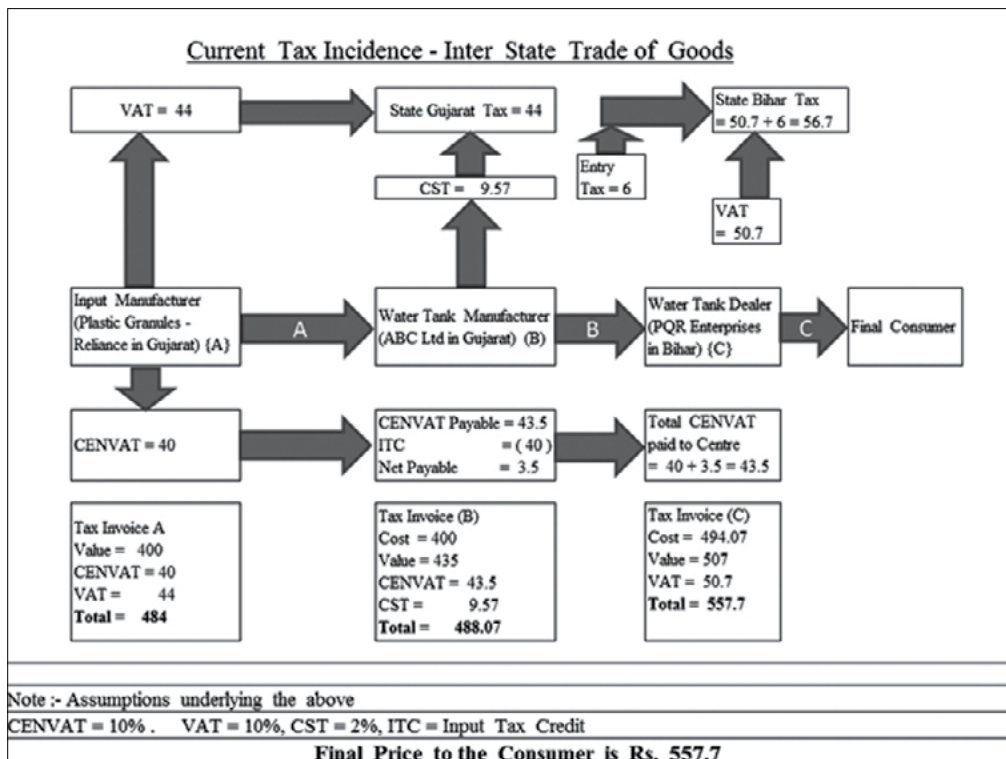 Current Tax Incidence - Inter State Trade of Goods
VAT = 44
State Gujarat Tax = 44
State Bihar Tax
= 50.7 + 6 = 56.7
CST = 9.57
Entry
Tax = 6
VAT
= 50.7
Input Manufacturer
(Plastic Granules -
Reliance in Gujarat) {A}
A
Water Tank Manufacturer
(ABC Ltd in Gujarat) (B)
B
Water Tank Dealer
(PQR Enterprises
in Bihar) {C}
C
Final Consumer
CENVAT = 40
CENVAT Payable = 43.5
ITC = ( 40 )
Net Payable = 3.5
Total CENVAT
paid to Centre
= 40 + 3.5 = 43.5
Tax Invoice A
Value = 400
CENVAT = 40
VAT = 44
Total = 484
Tax Invoice (B)
Cost = 400
Value = 435
CENVAT = 43.5
CST = 9.57
Total = 488.07
Tax Invoice (C)
Cost = 494.07
Value = 507
VAT = 50.7
Total = 557.7
Note :- Assumptions underlying the above
CENVAT = 10% . VAT = 10%, CST = 2%, ITC = Input Tax Credit
Final Price to the Consumer is Rs. 557.7